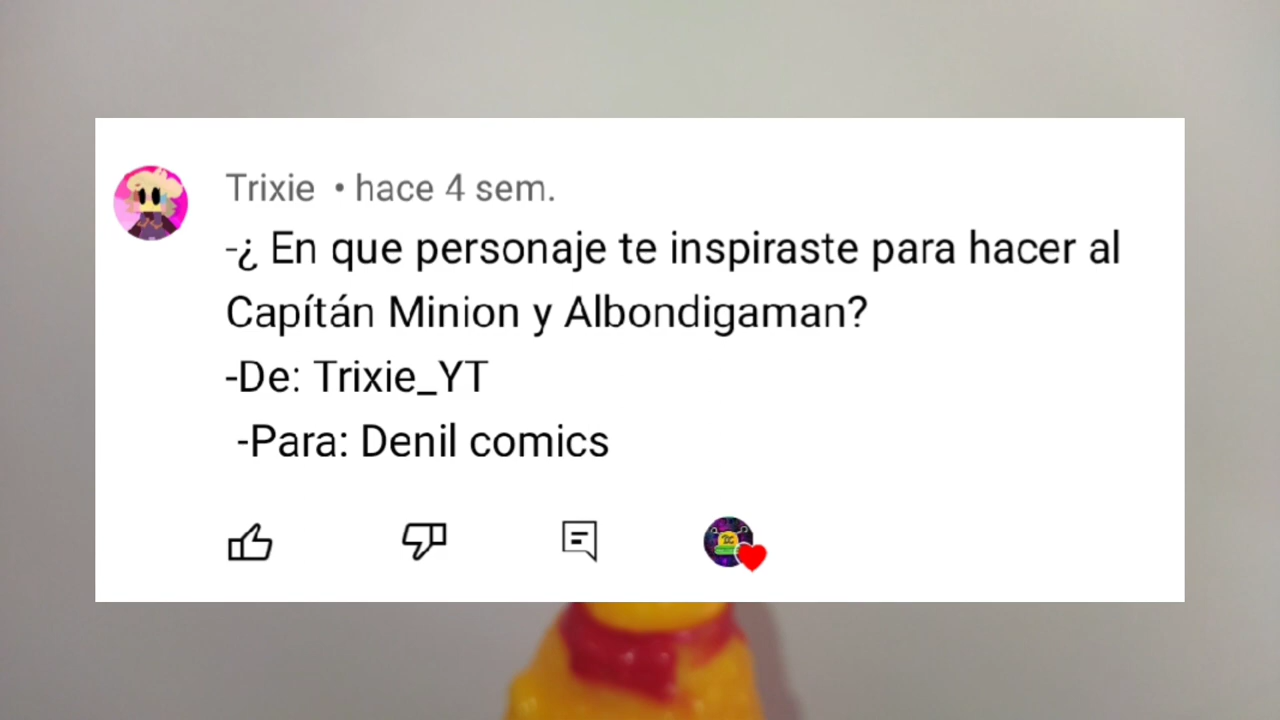 Trixie • hace 4 sem.
-¿ En que personaje te inspiraste para hacer al
Capítán Minion y Albondigaman?
-De: Trixie_YT
-Para: Denil comics